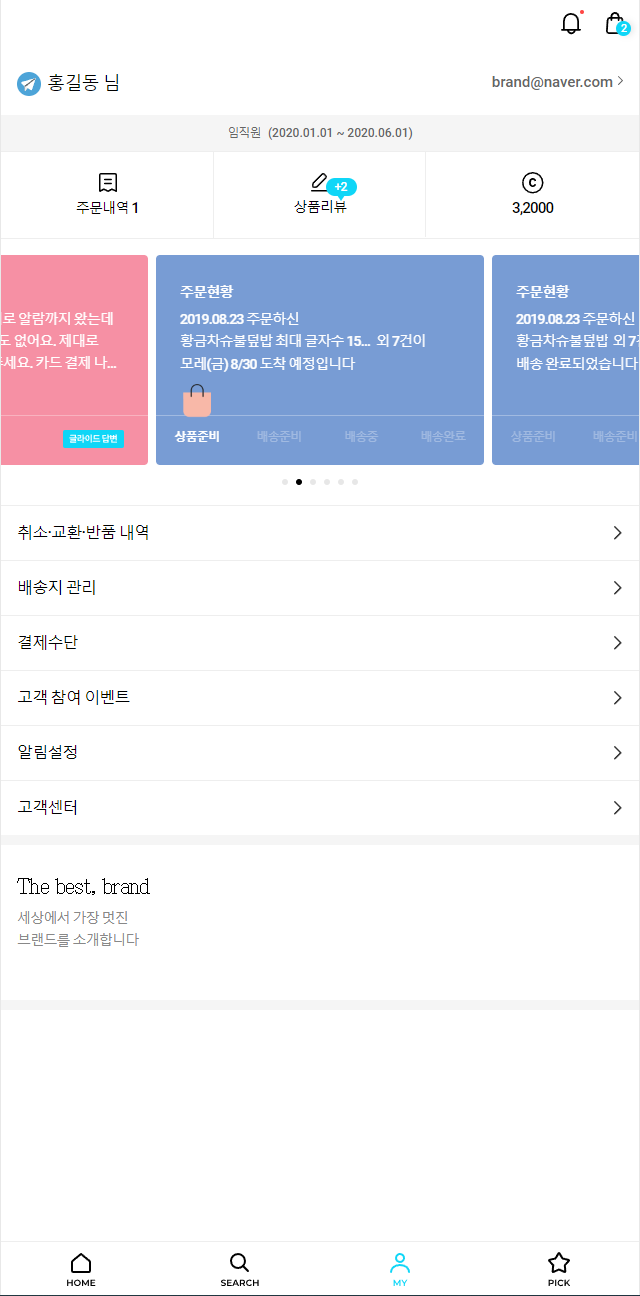 2
홍길동 님
brand@naver.com
임직원 (2020.01.01 ~ 2020.06.01)
주문내역 1
+2
상품리뷰
3,2000
로 알람까지 왔는데
도 없어요. 제대로
세요. 카드 결제 나...
글라이드 답변
주문현황
2019.08.23 주문하신
황금차슈불덮밥 최대 글자수 15... 외 7건이
모레(금) 8/30 도착 예정입니다
상품준비 배송준비 배송중 배송완료
주문현황
2019.08.23 주문하신
황금차슈불덮밥 외 7
배송 완료되었습니다
상품준비 배송준비
취소·교환·반품 내역
배송지 관리
결제수단
고객 참여 이벤트
알림설정
고객센터
The best, brand
세상에서 가장 멋진
브랜드를 소개합니다
HOME SEARCH MY PICK